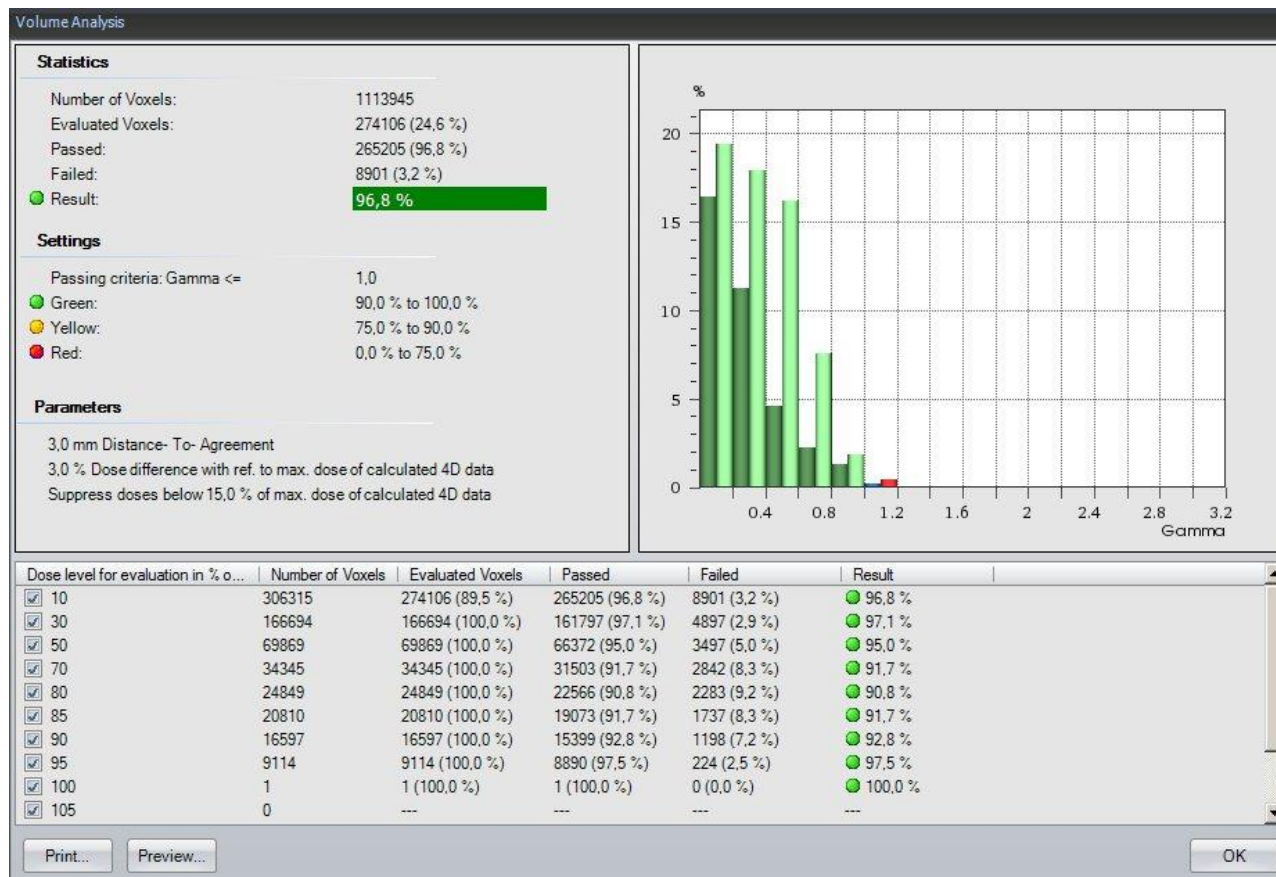 Volume Analysis
Statistics
Number of Voxels: 1113945
Evaluated Voxels: 274106 (24,6 %)
Passed: 265205 (96,8 %)
Failed: 8901 (3,2 %)
Result: 96,8 %
Settings
Passing criteria: Gamma <= 1,0
Green: 90,0 % to 100,0 %
Yellow: 75,0 % to 90,0 %
Red: 0,0 % to 75,0 %
Parameters
3,0 mm Distance- To- Agreement
3,0 % Dose difference with ref. to max. dose of calculated 4D data
Suppress doses below 15,0 % of max. dose of calculated 4D data
%
20
15
10
5
0
0.4 0.8 1.2 1.6 2 2.4 2.8 3.2
Gamma
Dose level for evaluation in % o... Number of Voxels Evaluated Voxels Passed Failed Result
10 306315 274106 (89,5 %) 265205 (96,8 %) 8901 (3,2 %) 96,8 %
30 166694 166694 (100,0 %) 161797 (97,1 %) 4897 (2,9 %) 97,1 %
50 69869 69869 (100,0 %) 66372 (95,0 %) 3497 (5,0 %) 95,0 %
70 34345 34345 (100,0 %) 31503 (91,7 %) 2842 (8,3 %) 91,7 %
80 24849 24849 (100,0 %) 22566 (90,8 %) 2283 (9,2 %) 90,8 %
85 20810 20810 (100,0 %) 19073 (91,7 %) 1737 (8,3 %) 91,7 %
90 16597 16597 (100,0 %) 15399 (92,8 %) 1198 (7,2 %) 92,8 %
95 9114 9114 (100,0 %) 8890 (97,5 %) 224 (2,5 %) 97,5 %
100 1 1 (100,0 %) 1 (100,0 %) 0 (0,0 %) 100,0 %
105 0 --- --- --- ---
Print... Preview... OK